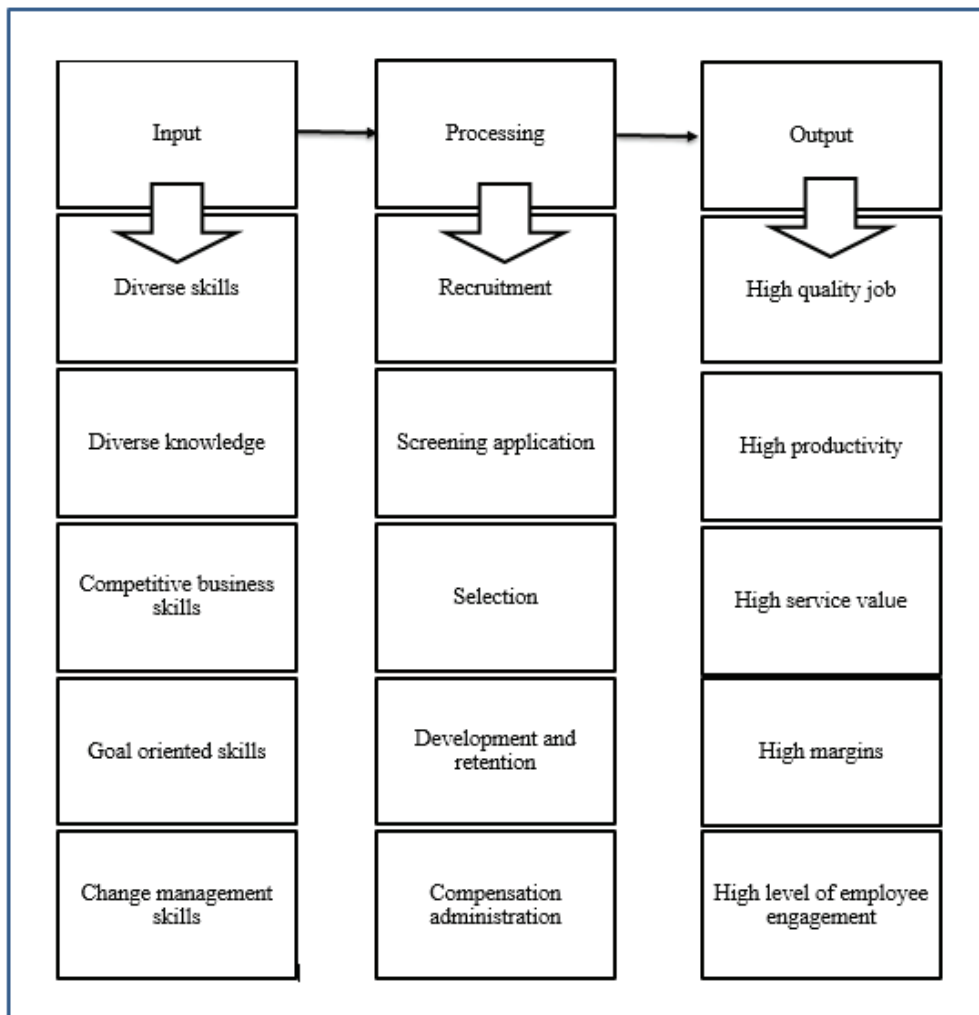 Input
Processing
Output
Diverse skills
Recruitment
High quality job
Diverse knowledge
Screening application
High productivity
Competitive business
skills
Selection
High service value
Goal oriented skills
Development and
retention
High margins
Change management
skills
Compensation
administration
High level of employee
engagement